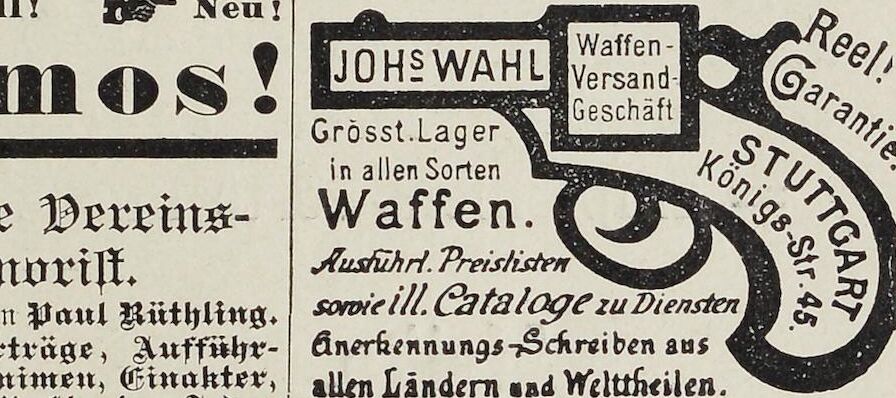 Neu!
mos!
e Vereins-
morist.
n Paul Rüthling.
rträge, Aufführ-
nimen, Einakter,
JOHs WAHL
Waffen-
Versand-
Geschäft
Reel!
Garantie.
STUTTGART
Königs-Str. 45.
Grösst. Lager
in allen Sorten
Waffen.
Ausführl. Preislisten
sowie ill. Cataloge zu Diensten
Anerkennungs-Schreiben aus
allen Ländern und Welttheilen.